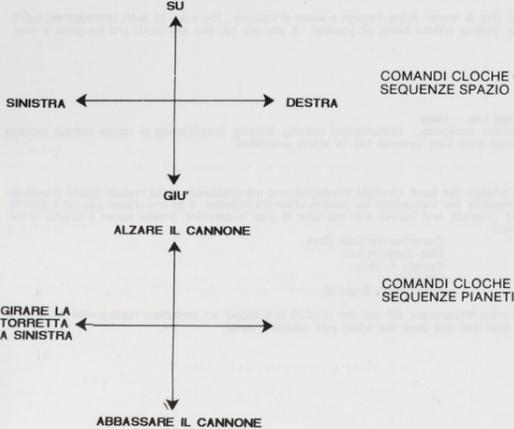 SU
COMANDI CLOCHE
SEQUENZE SPAZIO
SINISTRA
DESTRA
GIU'
ALZARE IL CANNONE
COMANDI CLOCHE
SEQUENZE PIANETI
GIRARE LA
TORRETTA
A SINISTRA
ABBASSARE IL CANNONE